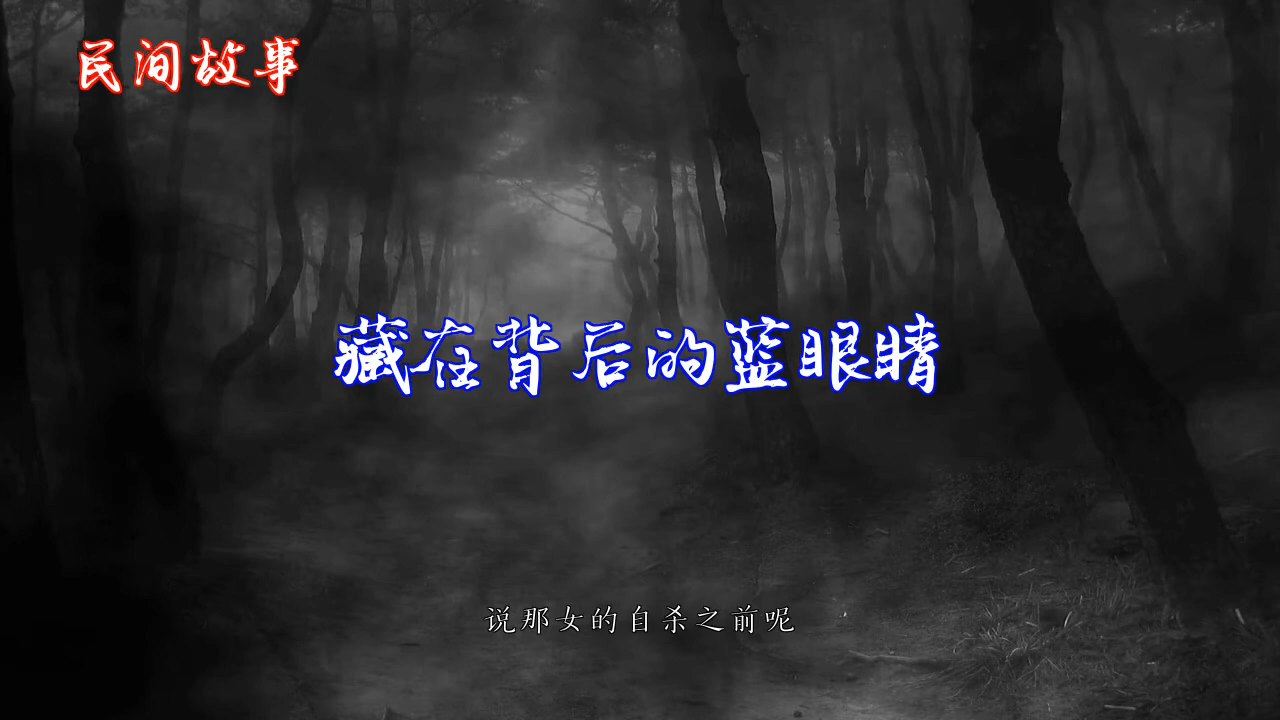 民间故事
藏在背后的蓝眼睛
说那女的自杀之前呢